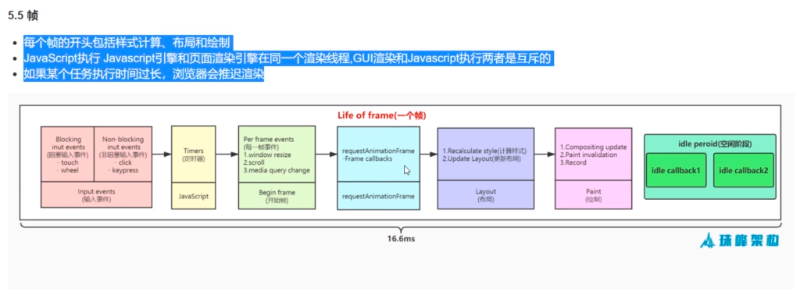 5.5 帧
每个帧的开头包括样式计算、布局和绘制
JavaScript执行 Javascript引擎和页面渲染引擎在同一个渲染线程,GUI渲染和Javascript执行两者是互斥的
如果某个任务执行时间过长，浏览器会推迟渲染
Life of frame(一个帧)
Blocking
inut events
(阻塞输入事件)
· touch
· wheel
Non-blocking
inut events
(非阻塞输入事件)
· click
· keypress
Input events
(输入事件)
Timers
(定时器)
JavaScript
Per frame events
(每一帧事件)
1.window resize
2.scroll
3.media query change
Begin frame
(开始帧)
requestAnimationFrame
·Frame callbacks
requestAnimationFrame
1.Recalculate style(计算样式)
2.Update Layout(更新布局)
Layout
(布局)
1.Compositing update
2.Paint invalidation
3.Record
Paint
(绘制)
idle peroid(空闲阶段)
idle callback1
idle callback2
16.6ms
珠峰架构